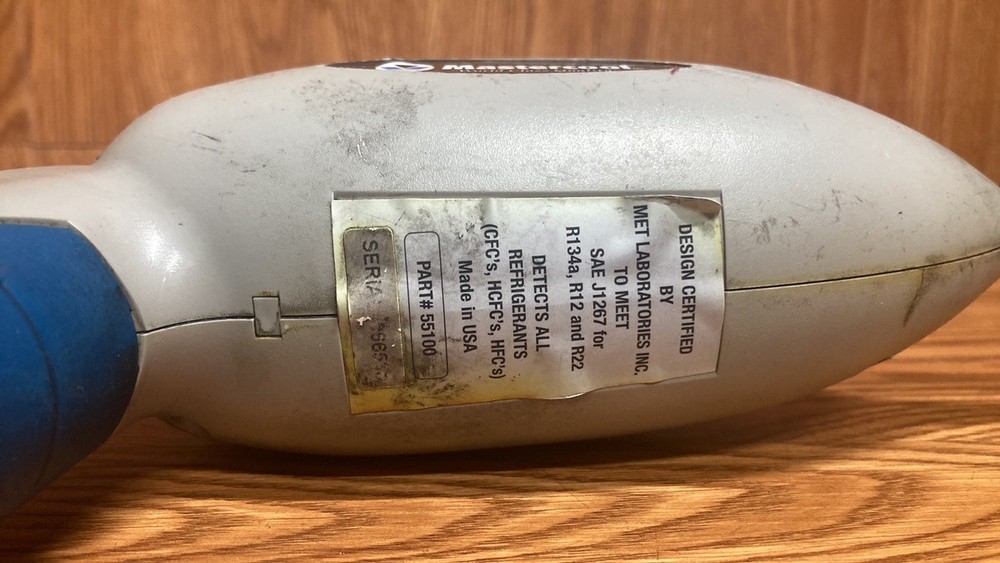 Mastercool
DESIGN CERTIFIED
BY
MET LABORATORIES INC.
TO MEET
SAE J1267 for
R134a, R12 and R22
DETECTS ALL
REFRIGERANTS
(CFC's, HCFC's, HFC's)
Made in USA
PART# 55100